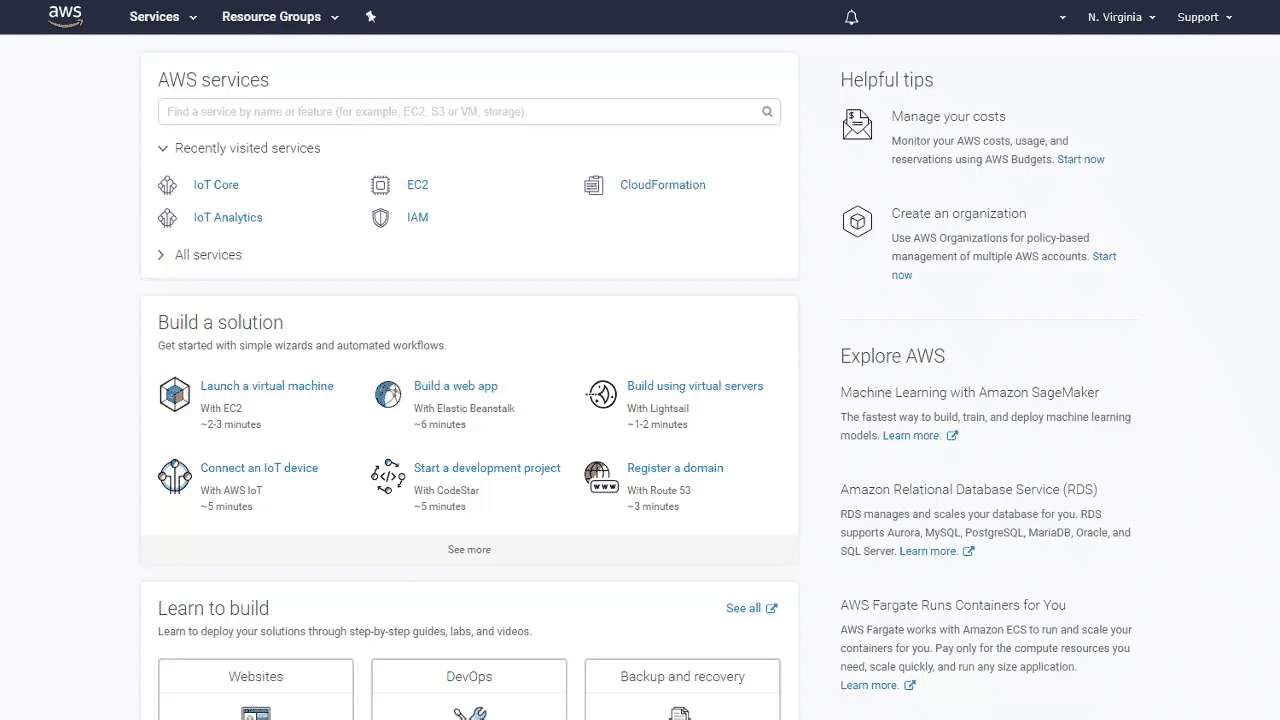 aws
Services
Resource Groups
N. Virginia
Support
AWS services
Find a service by name or feature (for example, EC2, S3 or VM, storage).
Recently visited services
IoT Core
EC2
CloudFormation
IoT Analytics
IAM
All services
Build a solution
Get started with simple wizards and automated workflows.
Launch a virtual machine
With EC2
~2-3 minutes
Build a web app
With Elastic Beanstalk
~6 minutes
Build using virtual servers
With Lightsail
~1-2 minutes
Connect an IoT device
With AWS IoT
~5 minutes
Start a development project
With CodeStar
~5 minutes
Register a domain
With Route 53
~3 minutes
www
See more
Learn to build
See all
Learn to deploy your solutions through step-by-step guides, labs, and videos.
Websites
DevOps
Backup and recovery
Helpful tips
Manage your costs
Monitor your AWS costs, usage, and
reservations using AWS Budgets. Start now
Create an organization
Use AWS Organizations for policy-based
management of multiple AWS accounts. Start
now
Explore AWS
Machine Learning with Amazon SageMaker
The fastest way to build, train, and deploy machine learning
models. Learn more.
Amazon Relational Database Service (RDS)
RDS manages and scales your database for you. RDS
supports Aurora, MySQL, PostgreSQL, MariaDB, Oracle, and
SQL Server. Learn more.
AWS Fargate Runs Containers for You
AWS Fargate works with Amazon ECS to run and scale your
containers for you. Pay only for the compute resources you
need, scale quickly, and run any size application.
Learn more.